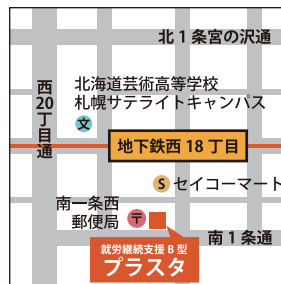 北1条宮の沢通
西20丁目通
北海道芸術高等学校
札幌サテライトキャンパス
文
地下鉄西18丁目
S セイコーマート
南一条西
郵便局
〒
南1条通
就労継続支援B型
プラスタ